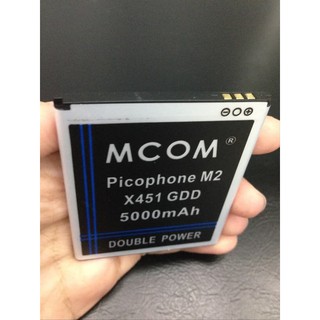 MCOM®
Picophone M2
X451 GDD
5000mAh
DOUBLE POWER